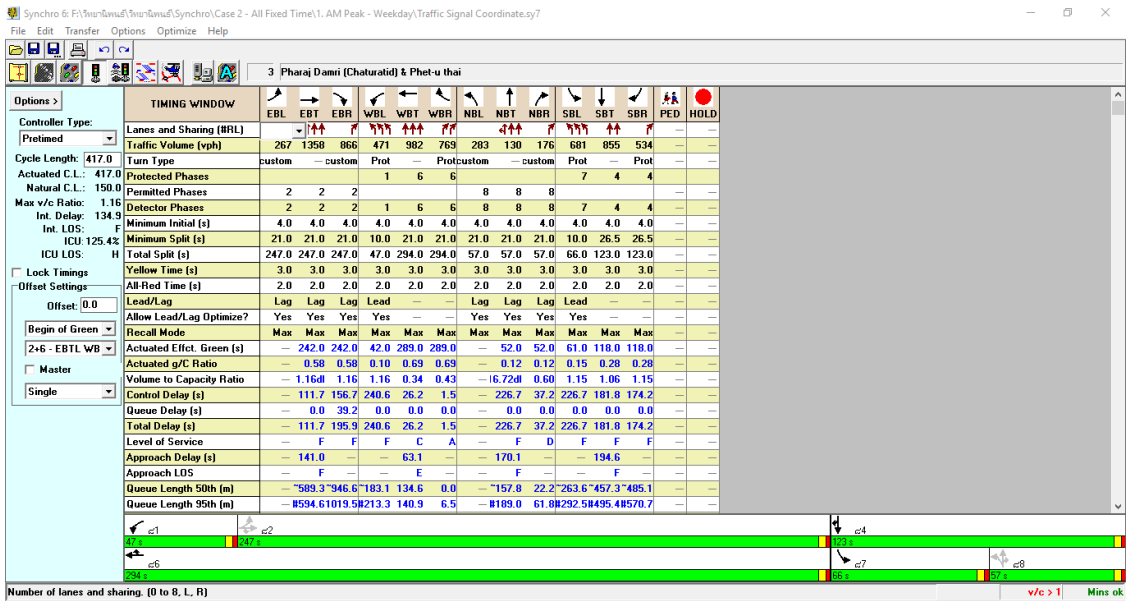 Synchro 6: F:\วิทยานิพนธ์\วิทยานิพนธ์\Synchro\Case 2 - All Fixed Time\1. AM Peak - Weekday\Traffic Signal Coordinate.sy7
File Edit Transfer Options Optimize Help
3 Pharaj Damri (Chaturatid) & Phet-u thai
Options >
Controller Type:
Pretimed
Cycle Length: 417.0
Actuated C.L.: 417.0
Natural C.L.: 150.0
Max v/c Ratio: 1.16
Int. Delay: 134.9
Int. LOS: F
ICU: 125.4%
ICU LOS: H
Lock Timings
Offset Settings
Offset: 0.0
Begin of Green
2+6 - EBTL WB
Master
Single
TIMING WINDOW EBL EBT EBR WBL WBT WBR NBL NBT NBR SBL SBT SBR PED HOLD
Lanes and Sharing (#RL) — —
Traffic Volume (vph) 267 1358 866 471 982 769 283 130 176 681 855 534 — —
Turn Type custom — custom Prot — Prot custom — custom Prot — Prot — —
Protected Phases 1 6 6 7 4 4 — —
Permitted Phases 2 2 2 8 8 8 — —
Detector Phases 2 2 2 1 6 6 8 8 8 7 4 4 — —
Minimum Initial (s) 4.0 4.0 4.0 4.0 4.0 4.0 4.0 4.0 4.0 4.0 4.0 4.0 — —
Minimum Split (s) 21.0 21.0 21.0 10.0 21.0 21.0 21.0 21.0 21.0 10.0 26.5 26.5 — —
Total Split (s) 247.0 247.0 247.0 47.0 294.0 294.0 57.0 57.0 57.0 66.0 123.0 123.0 — —
Yellow Time (s) 3.0 3.0 3.0 3.0 3.0 3.0 3.0 3.0 3.0 3.0 3.0 3.0 — —
All-Red Time (s) 2.0 2.0 2.0 2.0 2.0 2.0 2.0 2.0 2.0 2.0 2.0 2.0 — —
Lead/Lag Lag Lag Lag Lead — — Lag Lag Lag Lead — — — —
Allow Lead/Lag Optimize? Yes Yes Yes Yes — — Yes Yes Yes Yes — — — —
Recall Mode Max Max Max Max Max Max Max Max Max Max Max Max — —
Actuated Effct. Green (s) — 242.0 242.0 42.0 289.0 289.0 — 52.0 52.0 61.0 118.0 118.0 — —
Actuated g/C Ratio — 0.58 0.58 0.10 0.69 0.69 — 0.12 0.12 0.15 0.28 0.28 — —
Volume to Capacity Ratio — 1.16dl 1.16 1.16 0.34 0.43 — 6.72dl 0.60 1.15 1.06 1.15 — —
Control Delay (s) — 111.7 156.7 240.6 26.2 1.5 — 226.7 37.2 226.7 181.8 174.2 — —
Queue Delay (s) — 0.0 39.2 0.0 0.0 0.0 — 0.0 0.0 0.0 0.0 0.0 — —
Total Delay (s) — 111.7 195.9 240.6 26.2 1.5 — 226.7 37.2 226.7 181.8 174.2 — —
Level of Service — F F F C A — F D F F F — —
Approach Delay (s) — 141.0 — — 63.1 — — 170.1 — — 194.6 — — —
Approach LOS — F — — E — — F — — F — — —
Queue Length 50th (m) — ~589.3 ~946.6 ~183.1 134.6 0.0 — ~157.8 22.2 ~263.6 ~457.3 ~485.1 — —
Queue Length 95th (m) — #594.6 1019.5 #213.3 140.9 6.5 — #189.0 61.8 #292.5 #495.4 #570.7 — —
ø1 ø2 ø4
47 s 247 s 123 s
ø6 ø7 ø8
294 s 66 s 57 s
Number of lanes and sharing. (0 to 8, L, R) v/c > 1 Mins ok